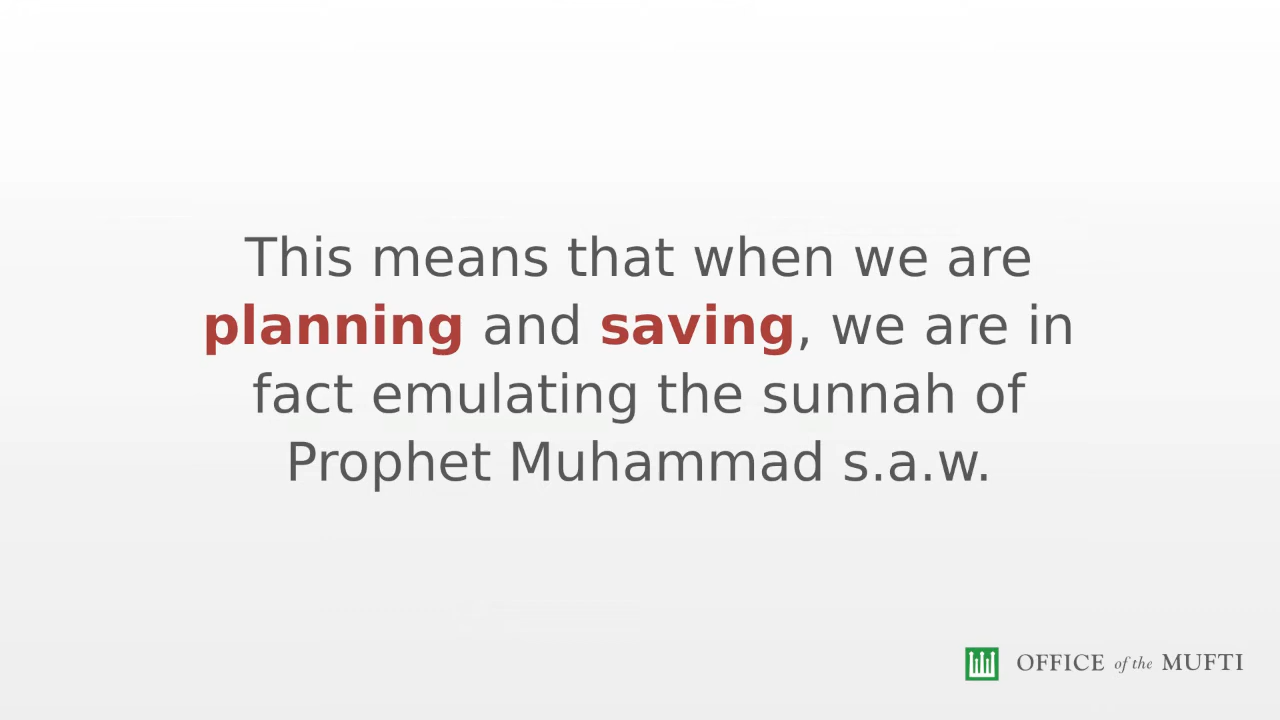 This means that when we are
planning and saving, we are in
fact emulating the sunnah of
Prophet Muhammad s.a.w.
OFFICE of the MUFTI